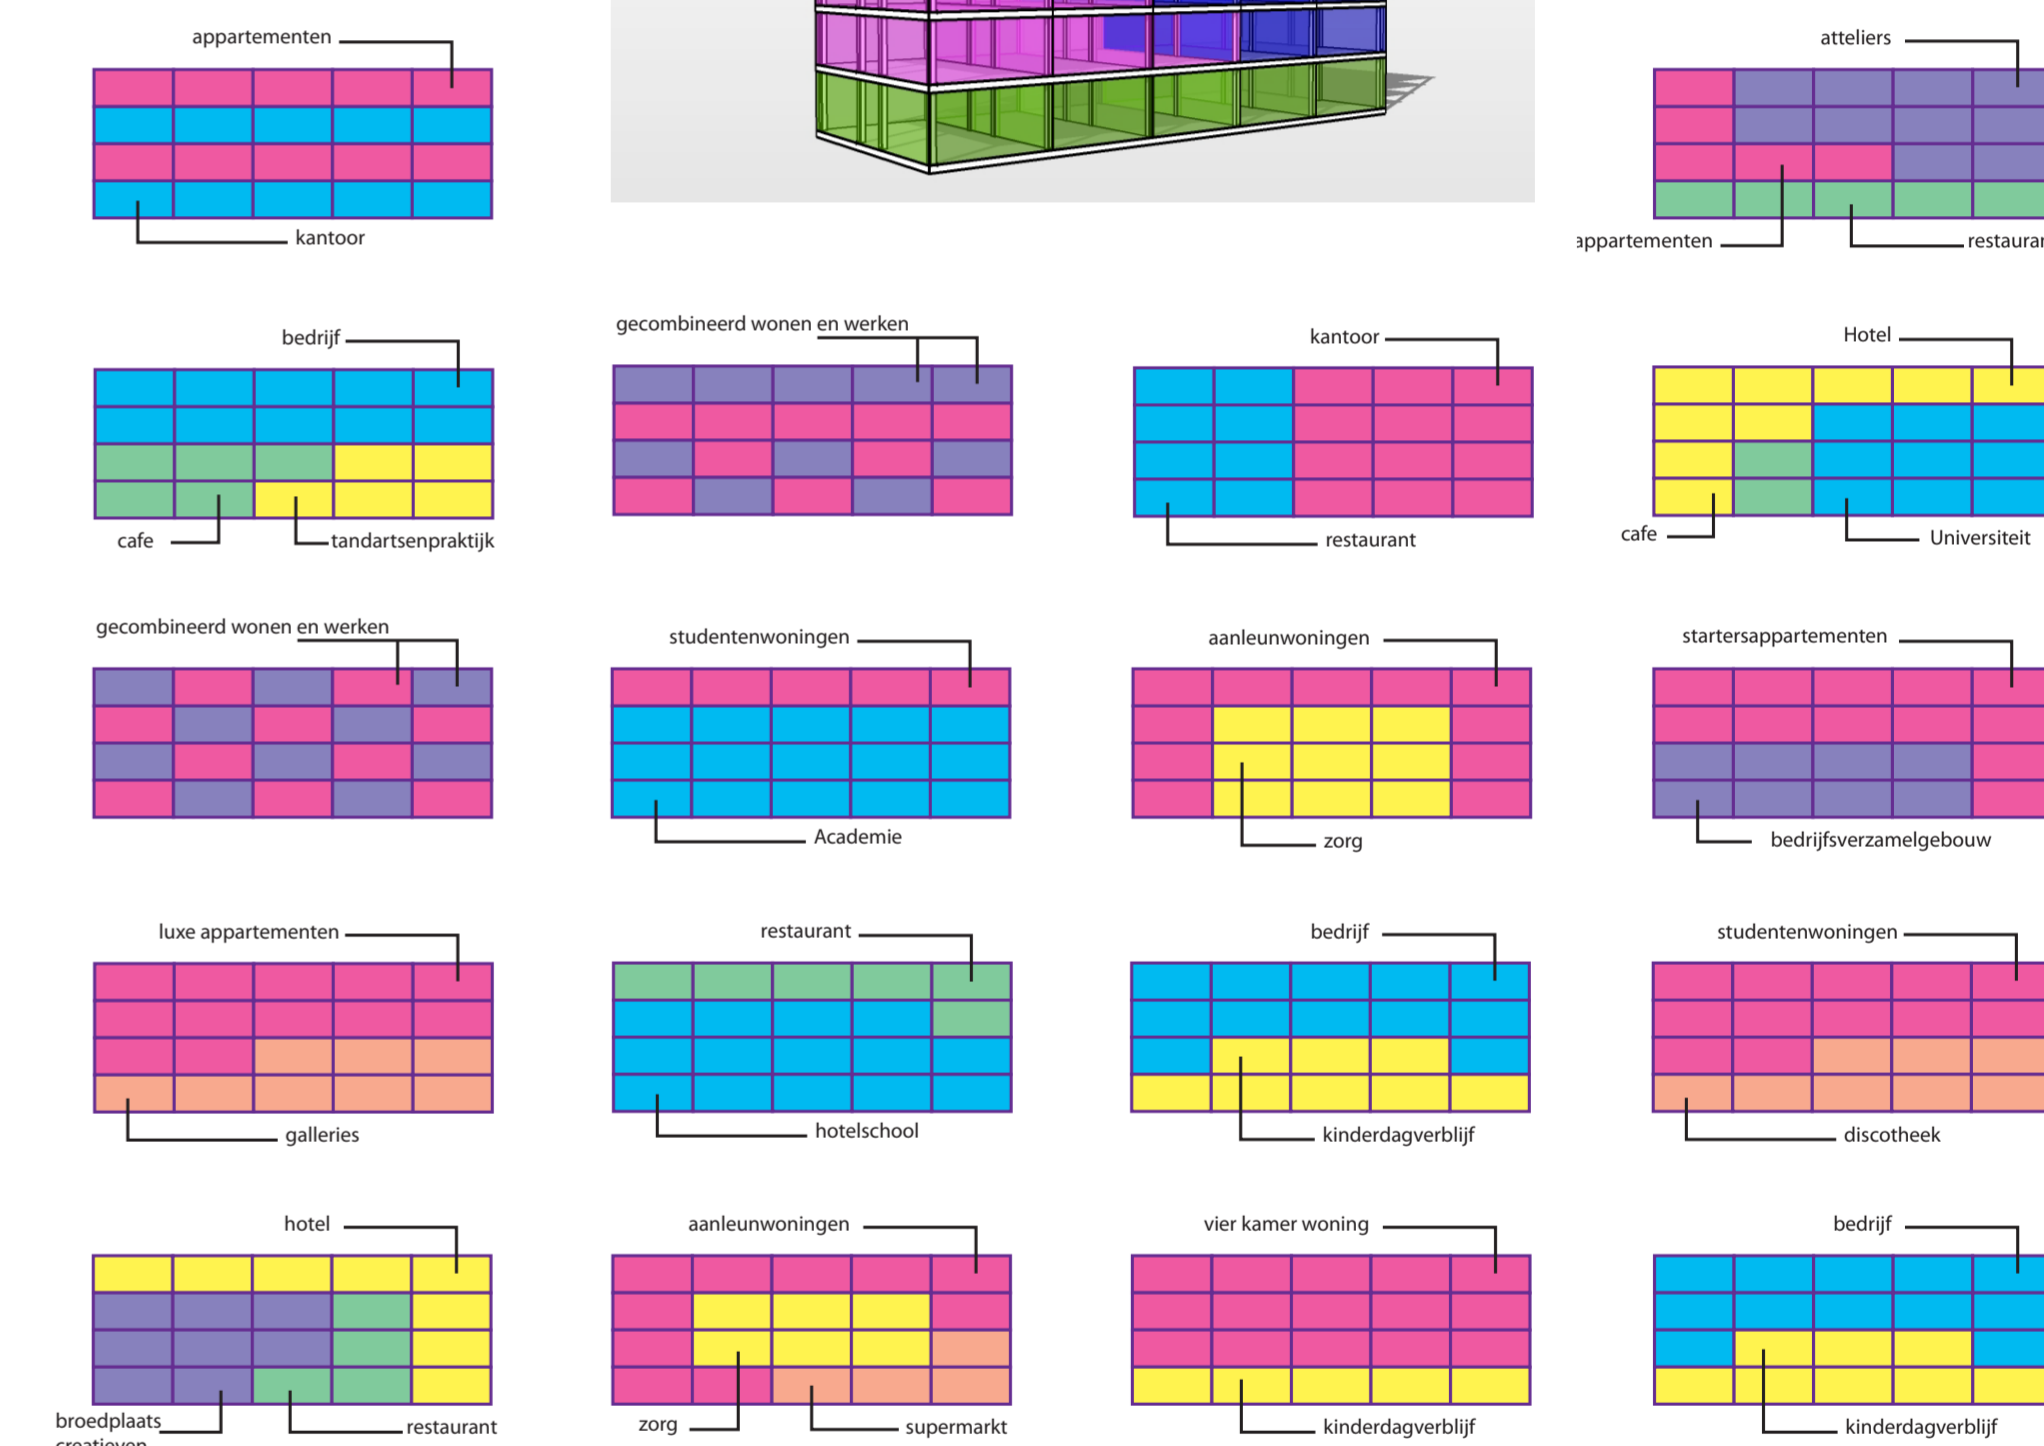 appartementen
atteliers
kantoor
appartementen
bedrijf
gecombineerd wonen en werken
kantoor
Hotel
cafe
tandartsenpraktijk
restaurant
cafe
Universiteit
gecombineerd wonen en werken
studentenwoningen
aanleunwoningen
startersappartementen
Academie
zorg
bedrijfsverzamelgebouw
luxe appartementen
restaurant
bedrijf
studentenwoningen
galleries
hotelschool
kinderdagverblijf
discotheek
hotel
aanleunwoningen
vier kamer woning
bedrijf
broedplaats
restaurant
zorg
supermarkt
kinderdagverblijf
kinderdagverblijf